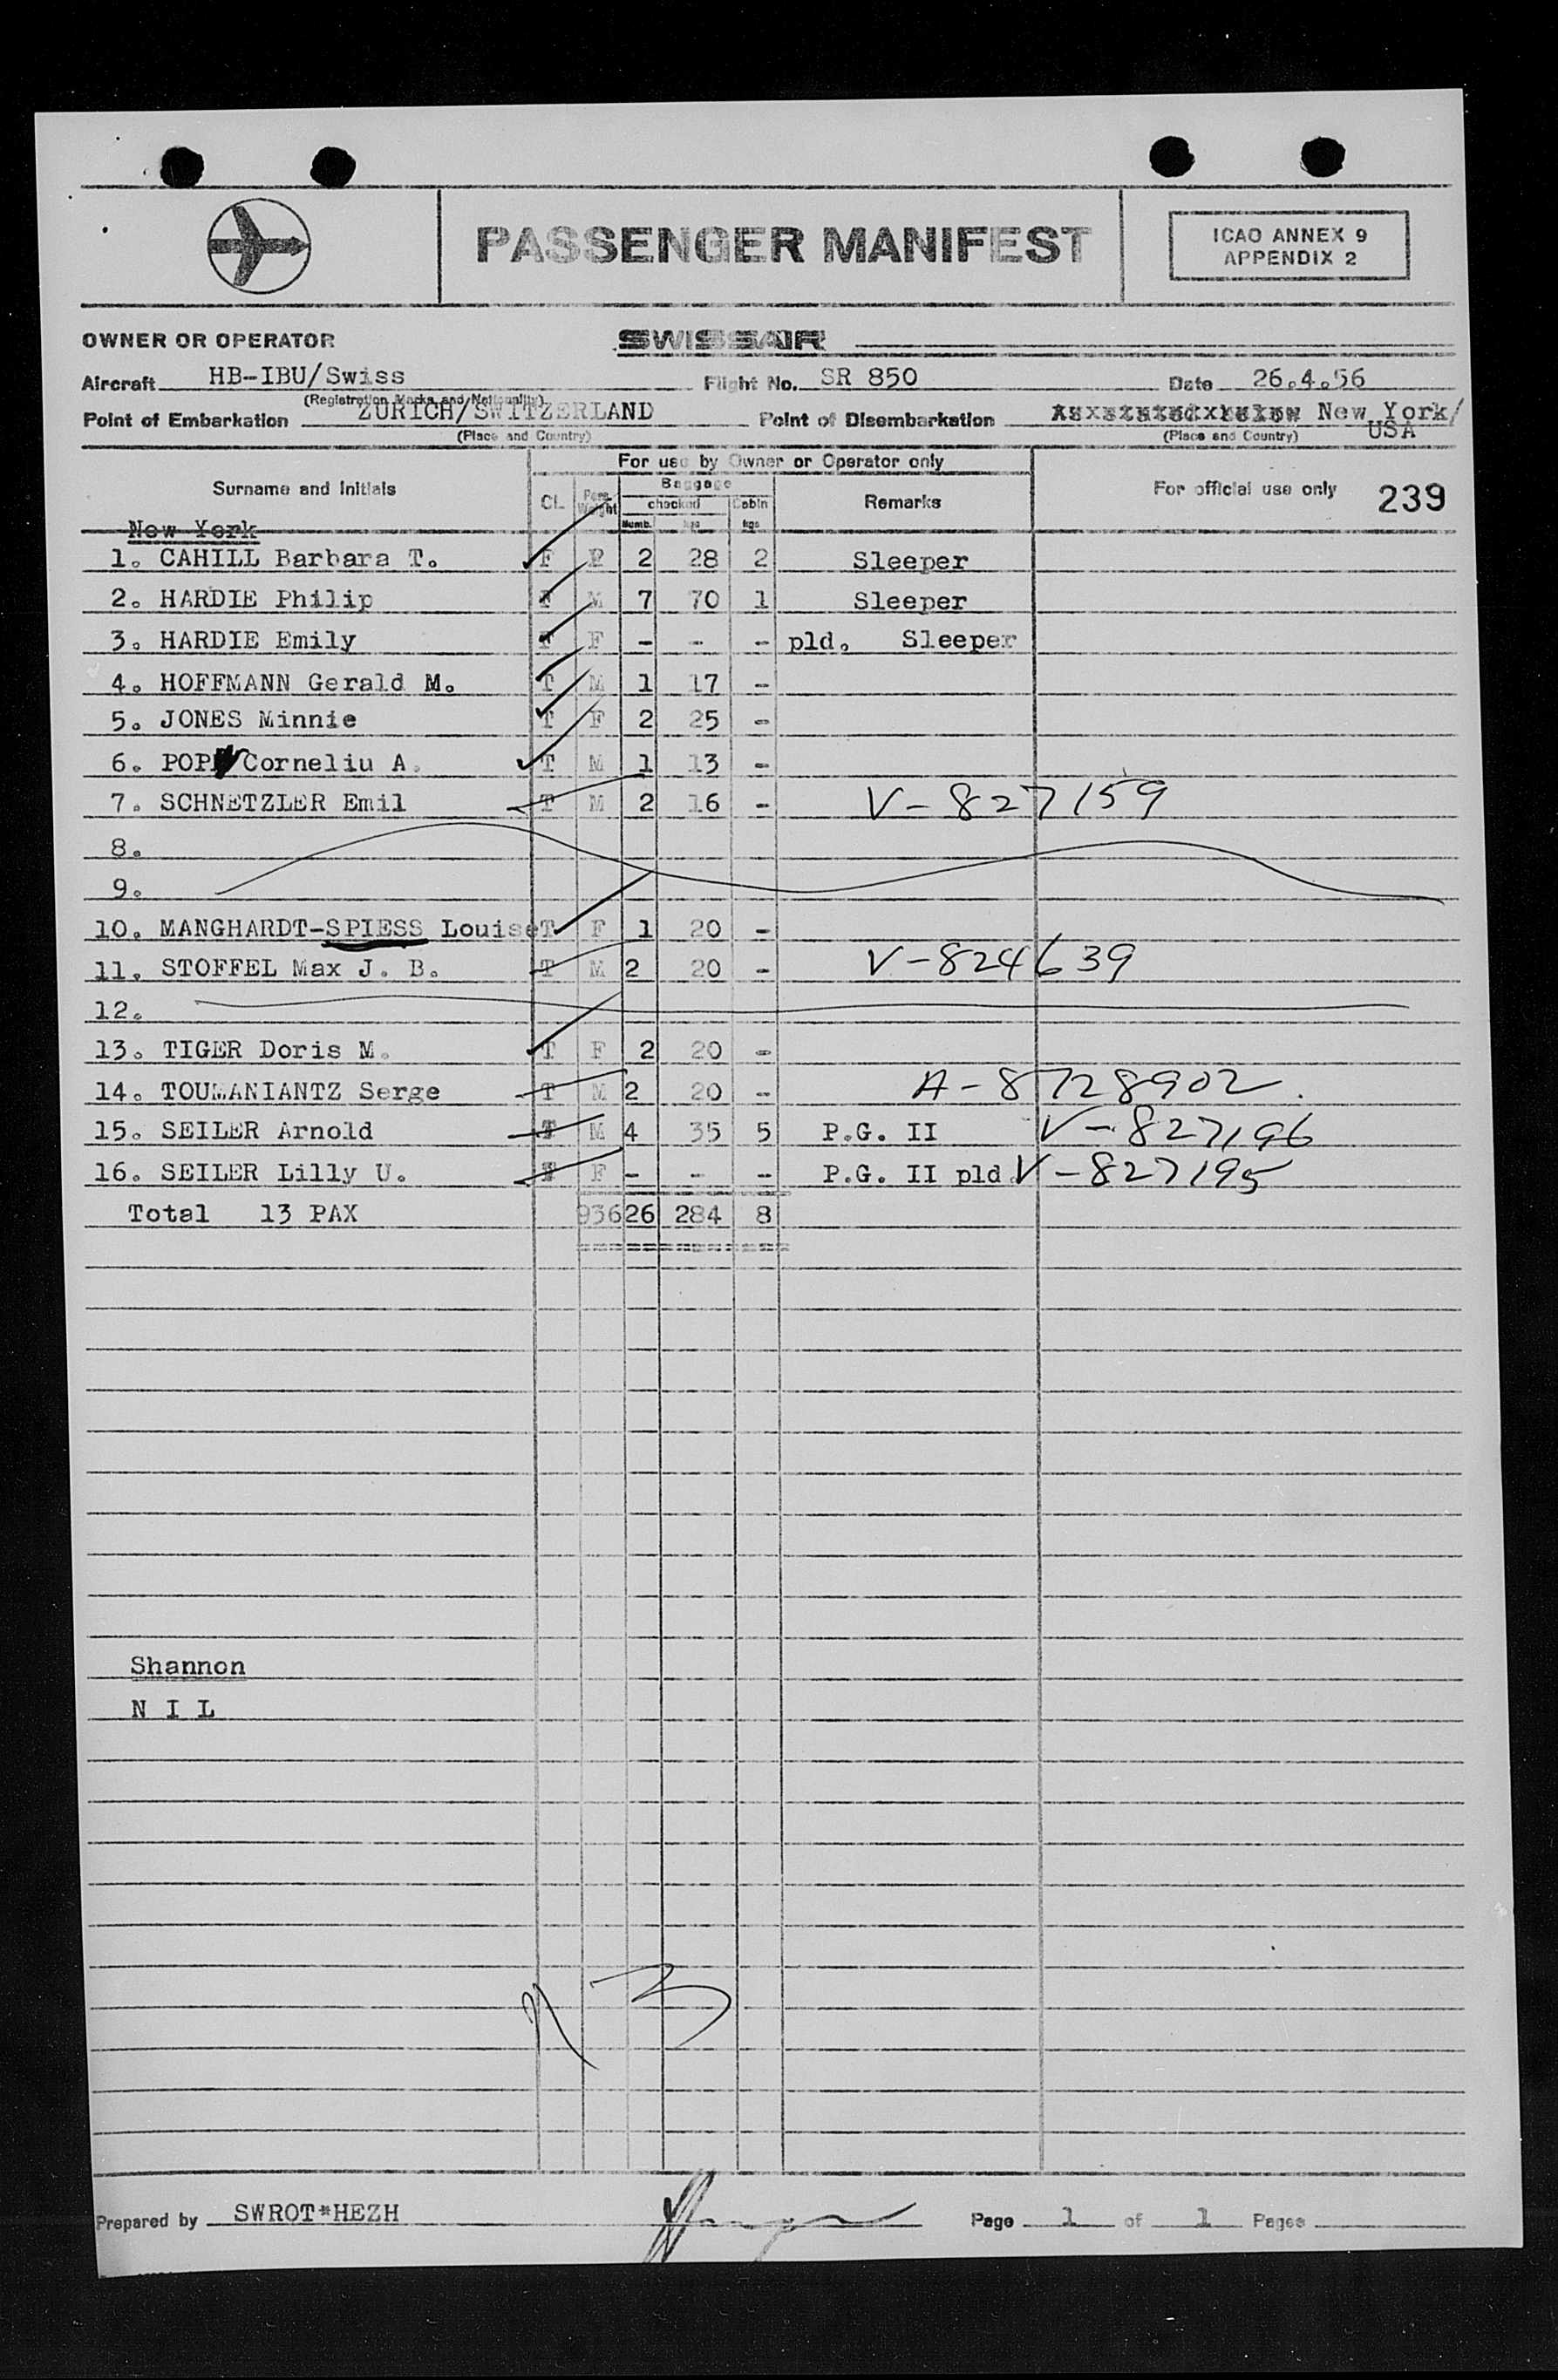 PASSENGER MANIFEST
ICAO ANNEX 9
APPENDIX 2
OWNER OR OPERATOR SWISSAIR
Aircraft HB-IBU/Swiss Flight No. SR 850 Date 26.4.56
(Registration Marks and Nationality)
Point of Embarkation ZURICH/SWITZERLAND Point of Disembarkation New York/
USA
(Place and Country) (Place and Country)
For use by Owner or Operator only
Surname and Initials CL. Pass. Weight Baggage checked Numb. kgs Cabin kgs Remarks For official use only 239
New York
1. CAHILL Barbara T. F F 2 28 2 Sleeper
2. HARDIE Philip F M 7 70 1 Sleeper
3. HARDIE Emily F F - - - pld. Sleeper
4. HOFFMANN Gerald M. T M 1 17 -
5. JONES Minnie T F 2 25 -
6. POP Corneliu A. T M 1 13 -
7. SCHNETZLER Emil T M 2 16 - V-827159
8.
9.
10. MANGHARDT-SPIESS Louise T F 1 20 -
11. STOFFEL Max J. B. T M 2 20 - V-824639
12.
13. TIGER Doris M. T F 2 20 -
14. TOUMANIANTZ Serge T M 2 20 - A-8728902.
15. SEILER Arnold T M 4 35 5 P.G. II V-827196
16. SEILER Lilly U. T F - - - P.G. II pld. V-827195
Total 13 PAX 936 26 284 8
Shannon
N I L
Prepared by SWROT*HEZH Page 1 of 1 Pages